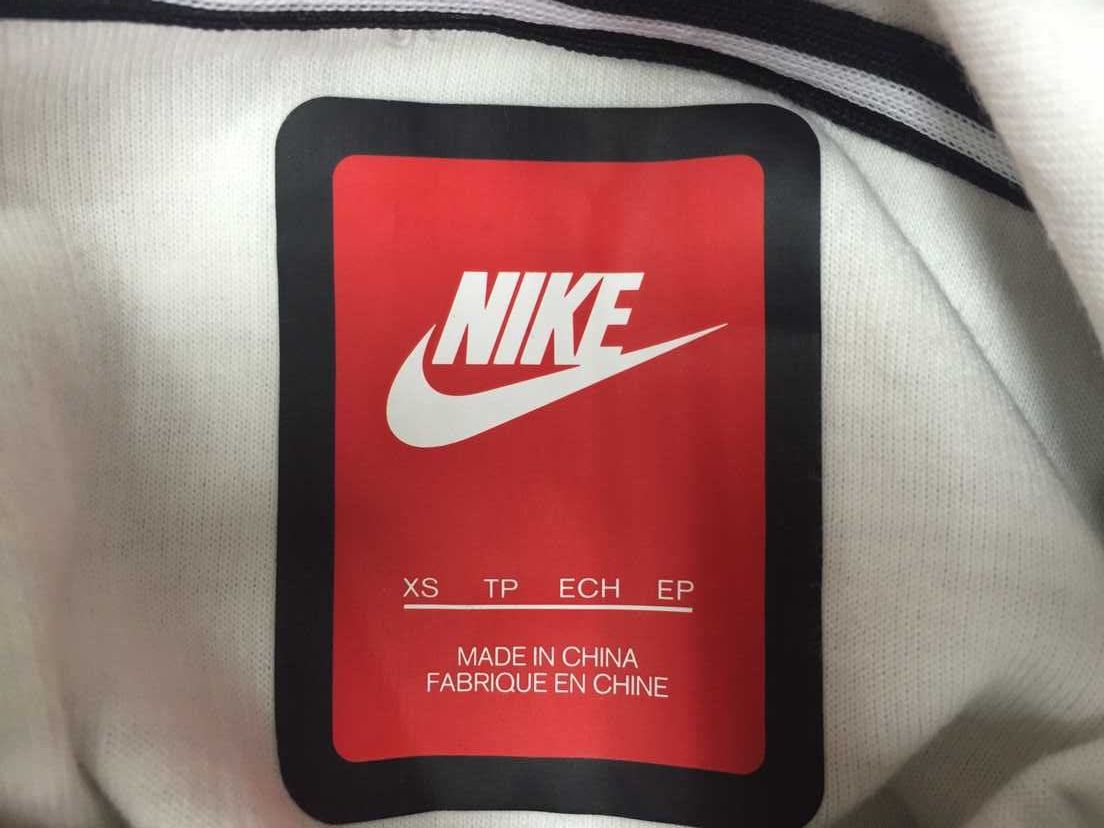 NIKE
XS TP ECH EP
MADE IN CHINA
FABRIQUE EN CHINE